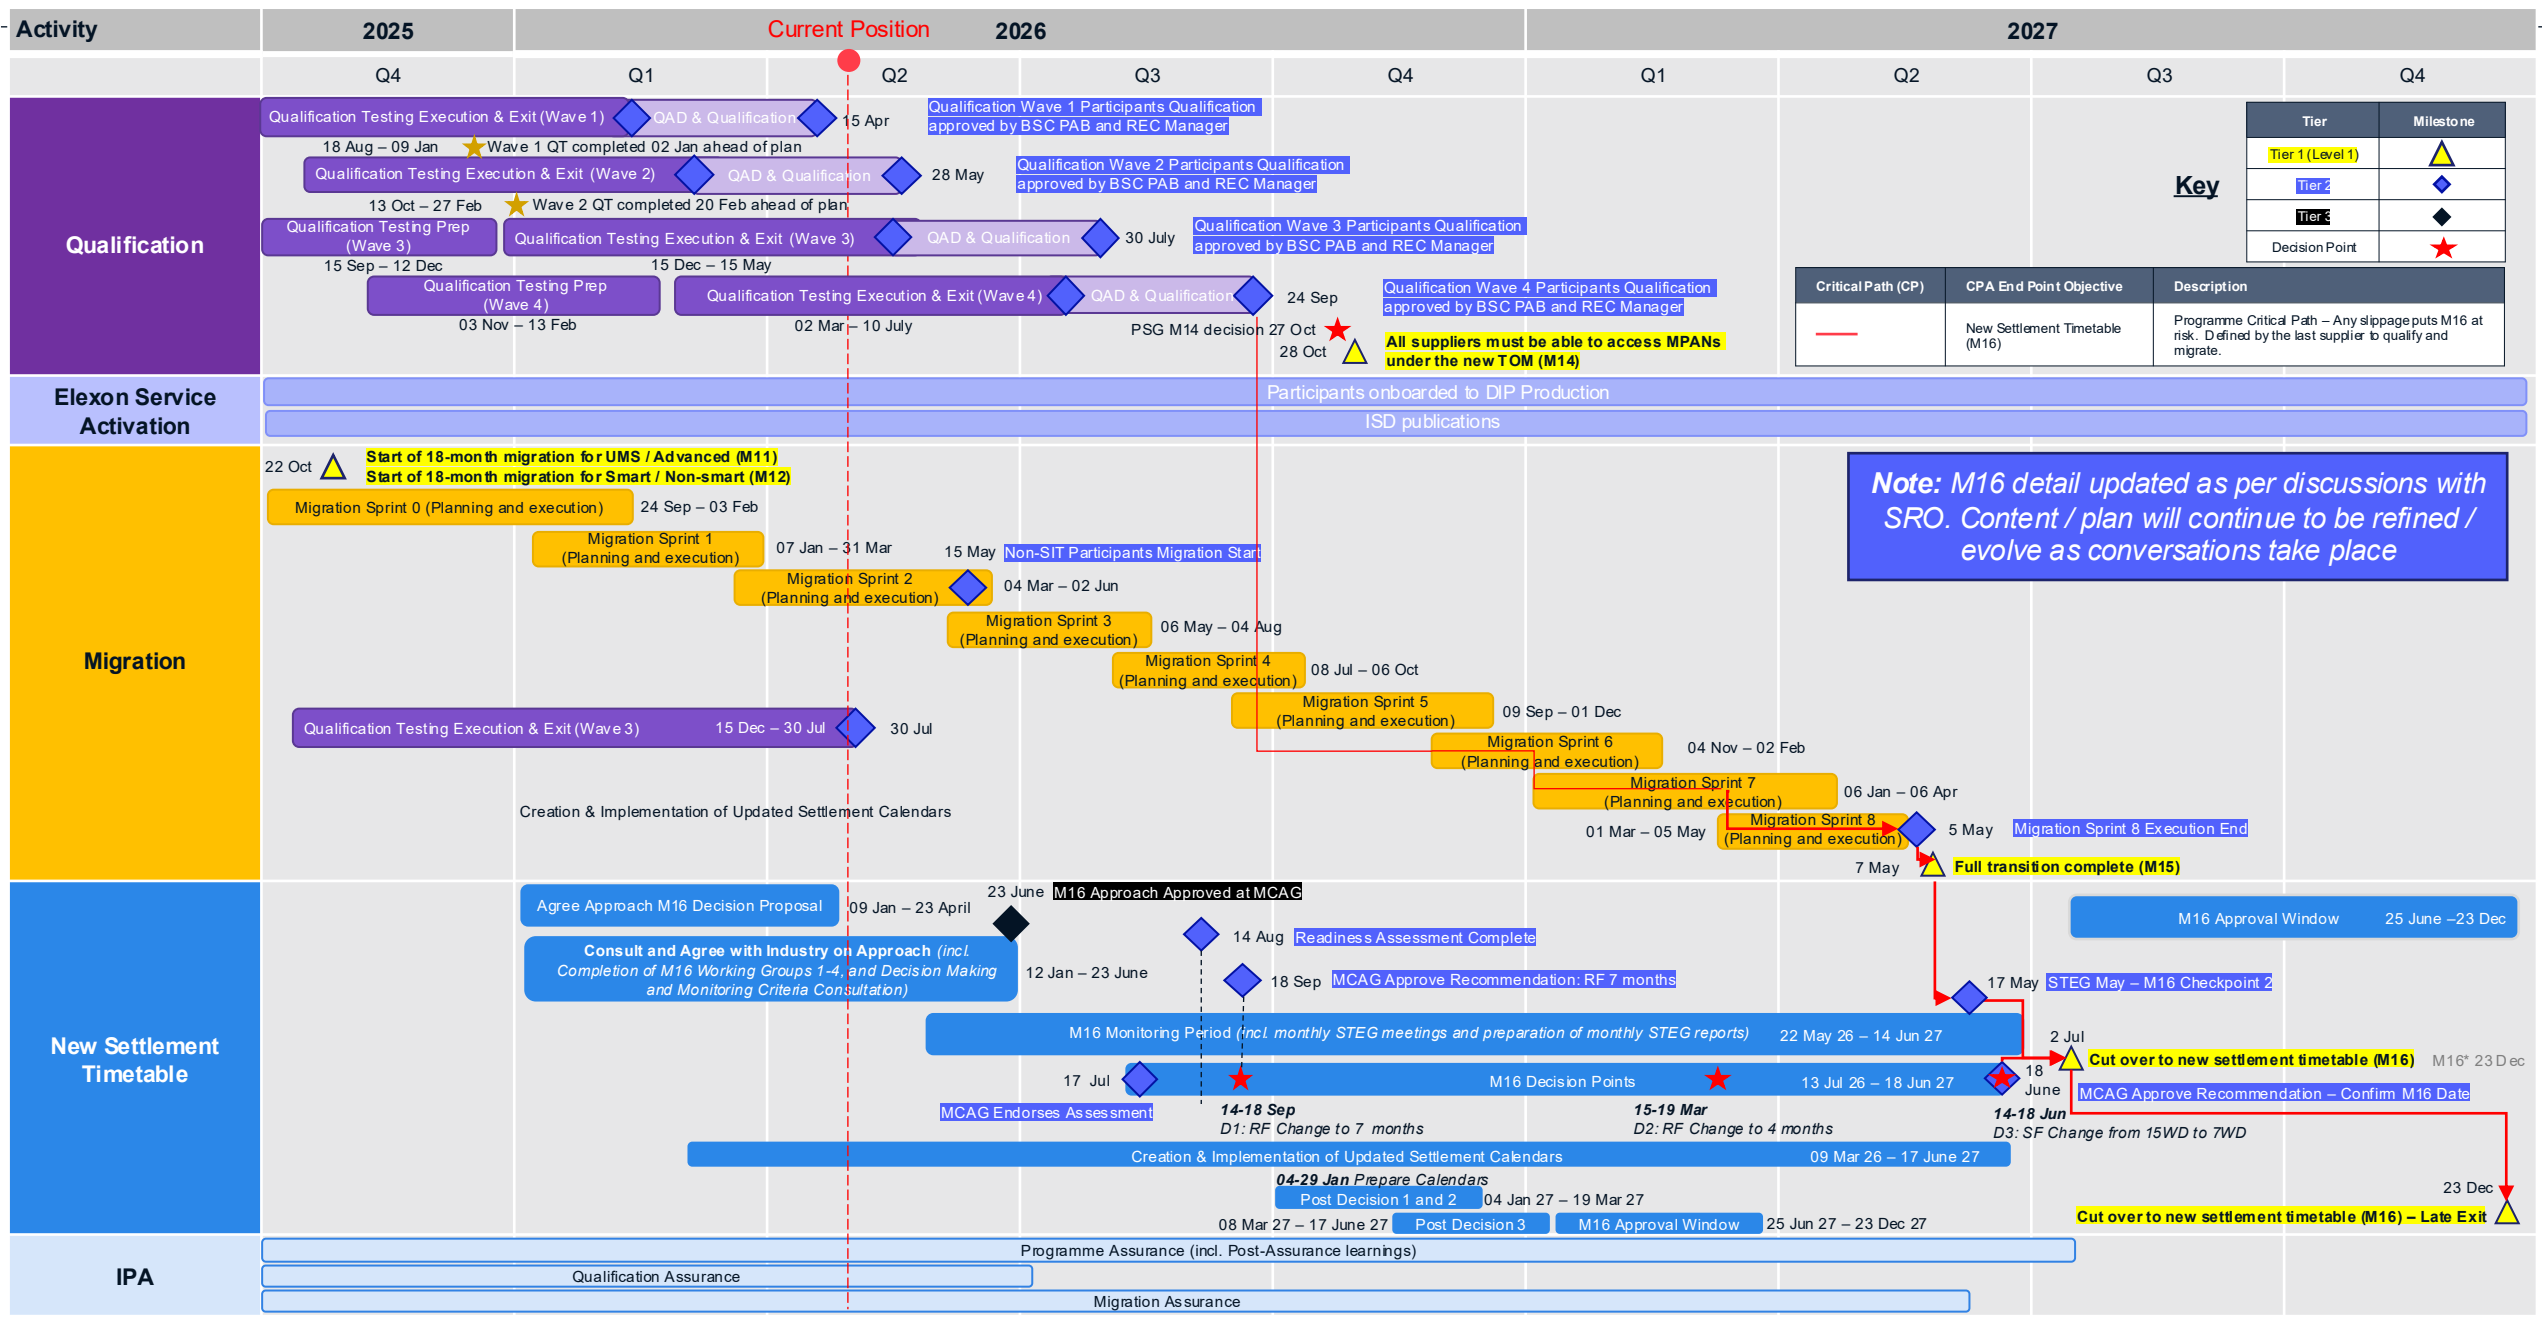 Activity
2025
Current Position
2026
2027
Q4
Q1
Q2
Q3
Q4
Q1
Q2
Q3
Q4
Qualification
Qualification Testing Execution & Exit (Wave 1)
QAD & Qualification
15 Apr
Qualification Wave 1 Participants Qualification
approved by BSC PAB and REC Manager
18 Aug – 09 Jan
Wave 1 QT completed 02 Jan ahead of plan
Qualification Testing Execution & Exit (Wave 2)
QAD & Qualification
28 May
Qualification Wave 2 Participants Qualification
approved by BSC PAB and REC Manager
13 Oct – 27 Feb
Wave 2 QT completed 20 Feb ahead of plan
Qualification Testing Prep
(Wave 3)
Qualification Testing Execution & Exit (Wave 3)
QAD & Qualification
30 July
Qualification Wave 3 Participants Qualification
approved by BSC PAB and REC Manager
15 Sep – 12 Dec
15 Dec – 15 May
Qualification Testing Prep
(Wave 4)
Qualification Testing Execution & Exit (Wave 4)
QAD & Qualification
24 Sep
Qualification Wave 4 Participants Qualification
approved by BSC PAB and REC Manager
03 Nov – 13 Feb
02 Mar – 10 July
PSG M14 decision 27 Oct
28 Oct
All suppliers must be able to access MPANs
under the new TOM (M14)
Key
Tier
Milestone
Tier 1 (Level 1)
Tier 2
Tier 3
Decision Point
Critical Path (CP)
CPA End Point Objective
Description
New Settlement Timetable
(M16)
Programme Critical Path – Any slippage puts M16 at
risk. Defined by the last supplier to qualify and
migrate.
Elexon Service
Activation
Participants onboarded to DIP Production
ISD publications
Migration
22 Oct
Start of 18-month migration for UMS / Advanced (M11)
Start of 18-month migration for Smart / Non-smart (M12)
Migration Sprint 0 (Planning and execution)
24 Sep – 03 Feb
Migration Sprint 1
(Planning and execution)
07 Jan – 31 Mar
15 May
Non-SIT Participants Migration Start
Migration Sprint 2
(Planning and execution)
04 Mar – 02 Jun
Migration Sprint 3
(Planning and execution)
06 May – 04 Aug
Migration Sprint 4
(Planning and execution)
08 Jul – 06 Oct
Migration Sprint 5
(Planning and execution)
09 Sep – 01 Dec
Qualification Testing Execution & Exit (Wave 3)
15 Dec – 30 Jul
30 Jul
Migration Sprint 6
(Planning and execution)
04 Nov – 02 Feb
Migration Sprint 7
(Planning and execution)
06 Jan – 06 Apr
Creation & Implementation of Updated Settlement Calendars
01 Mar – 05 May
Migration Sprint 8
(Planning and execution)
5 May
Migration Sprint 8 Execution End
7 May
Full transition complete (M15)
Note: M16 detail updated as per discussions with
SRO. Content / plan will continue to be refined /
evolve as conversations take place
New Settlement
Timetable
Agree Approach M16 Decision Proposal
09 Jan – 23 April
23 June
M16 Approach Approved at MCAG
Consult and Agree with Industry on Approach (incl.
Completion of M16 Working Groups 1-4, and Decision Making
and Monitoring Criteria Consultation)
12 Jan – 23 June
14 Aug
Readiness Assessment Complete
18 Sep
MCAG Approve Recommendation: RF 7 months
M16 Approval Window
25 June –23 Dec
17 May
STEG May – M16 Checkpoint 2
M16 Monitoring Period (incl. monthly STEG meetings and preparation of monthly STEG reports)
22 May 26 – 14 Jun 27
2 Jul
Cut over to new settlement timetable (M16)
M16* 23 Dec
17 Jul
M16 Decision Points
13 Jul 26 – 18 Jun 27
18
June
MCAG Approve Recommendation – Confirm M16 Date
MCAG Endorses Assessment
14-18 Sep
D1: RF Change to 7 months
15-19 Mar
D2: RF Change to 4 months
14-18 Jun
D3: SF Change from 15WD to 7WD
Creation & Implementation of Updated Settlement Calendars
09 Mar 26 – 17 June 27
04-29 Jan Prepare Calendars
Post Decision 1 and 2
04 Jan 27 – 19 Mar 27
08 Mar 27 – 17 June 27
Post Decision 3
M16 Approval Window
25 Jun 27 – 23 Dec 27
23 Dec
Cut over to new settlement timetable (M16) – Late Exit
IPA
Programme Assurance (incl. Post-Assurance learnings)
Qualification Assurance
Migration Assurance